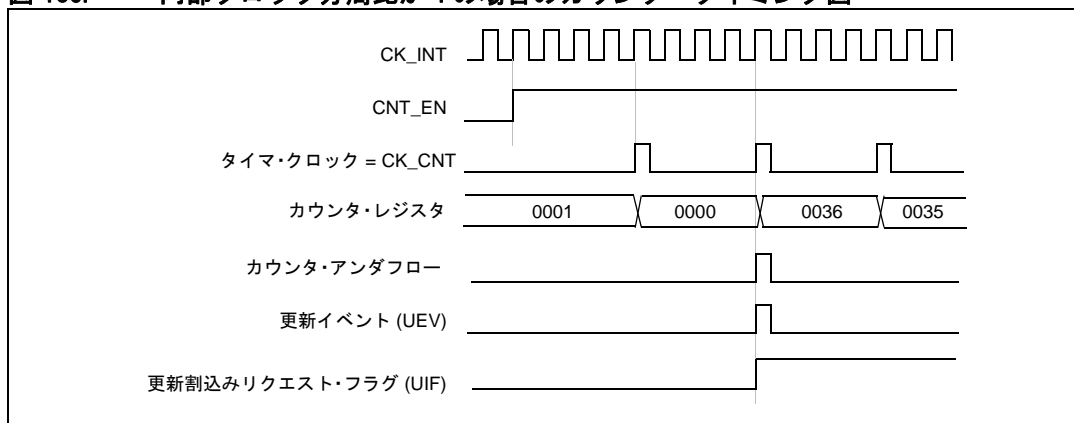 CK_INT
CNT_EN
タイマ・クロック = CK_CNT
カウンタ・レジスタ 0001 0000 0036 0035
カウンタ・アンダフロー
更新イベント (UEV)
更新割込みリクエスト・フラグ (UIF)